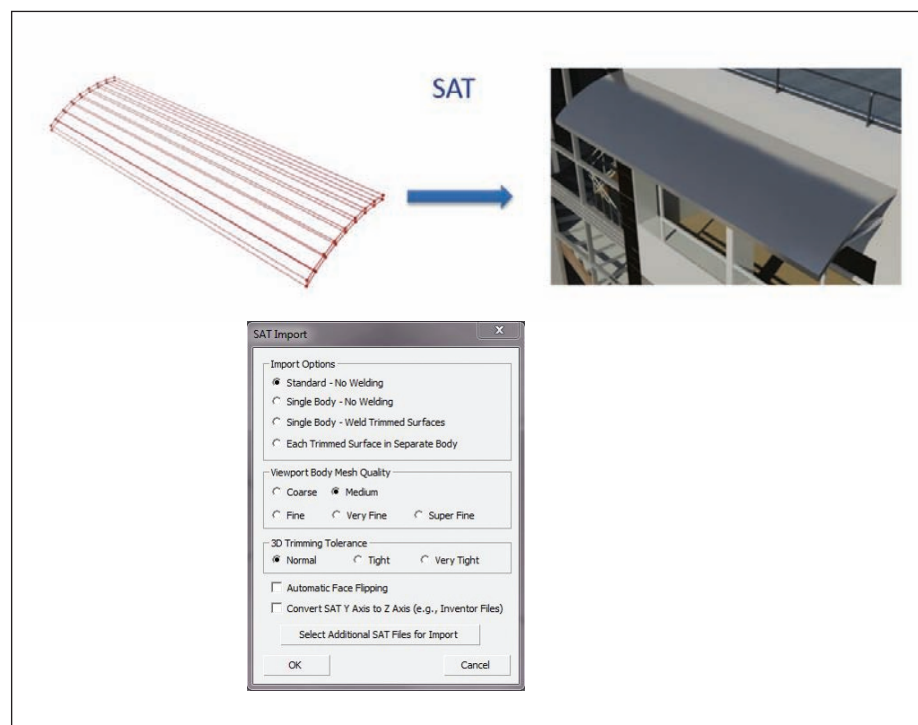 SAT
SAT Import
X
Import Options
Standard - No Welding
Single Body - No Welding
Single Body - Weld Trimmed Surfaces
Each Trimmed Surface in Separate Body
Viewport Body Mesh Quality
Coarse Medium
Fine Very Fine Super Fine
3D Trimming Tolerance
Normal Tight Very Tight
Automatic Face Flipping
Convert SAT Y Axis to Z Axis (e.g., Inventor Files)
Select Additional SAT Files for Import
OK Cancel